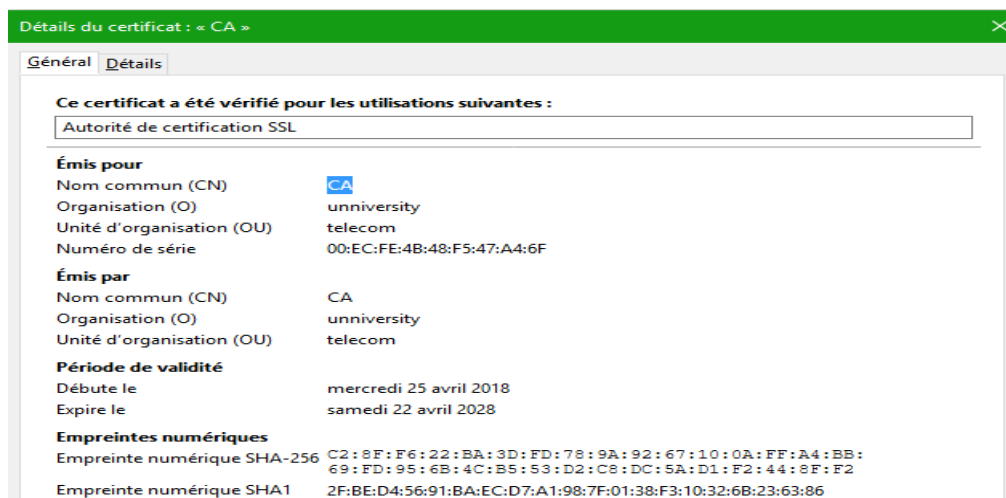 Détails du certificat : « CA »
Général Détails
Ce certificat a été vérifié pour les utilisations suivantes :
Autorité de certification SSL
Émis pour
Nom commun (CN) CA
Organisation (O) unniversity
Unité d'organisation (OU) telecom
Numéro de série 00:EC:FE:4B:48:F5:47:A4:6F
Émis par
Nom commun (CN) CA
Organisation (O) unniversity
Unité d'organisation (OU) telecom
Période de validité
Débute le mercredi 25 avril 2018
Expire le samedi 22 avril 2028
Empreintes numériques
Empreinte numérique SHA-256 C2:8F:F6:22:BA:3D:FD:78:9A:92:67:10:0A:FF:A4:BB:
69:FD:95:6B:4C:B5:53:D2:C8:DC:5A:D1:F2:44:8F:F2
Empreinte numérique SHA1 2F:BE:D4:56:91:BA:EC:D7:A1:98:7F:01:38:F3:10:32:6B:23:63:86